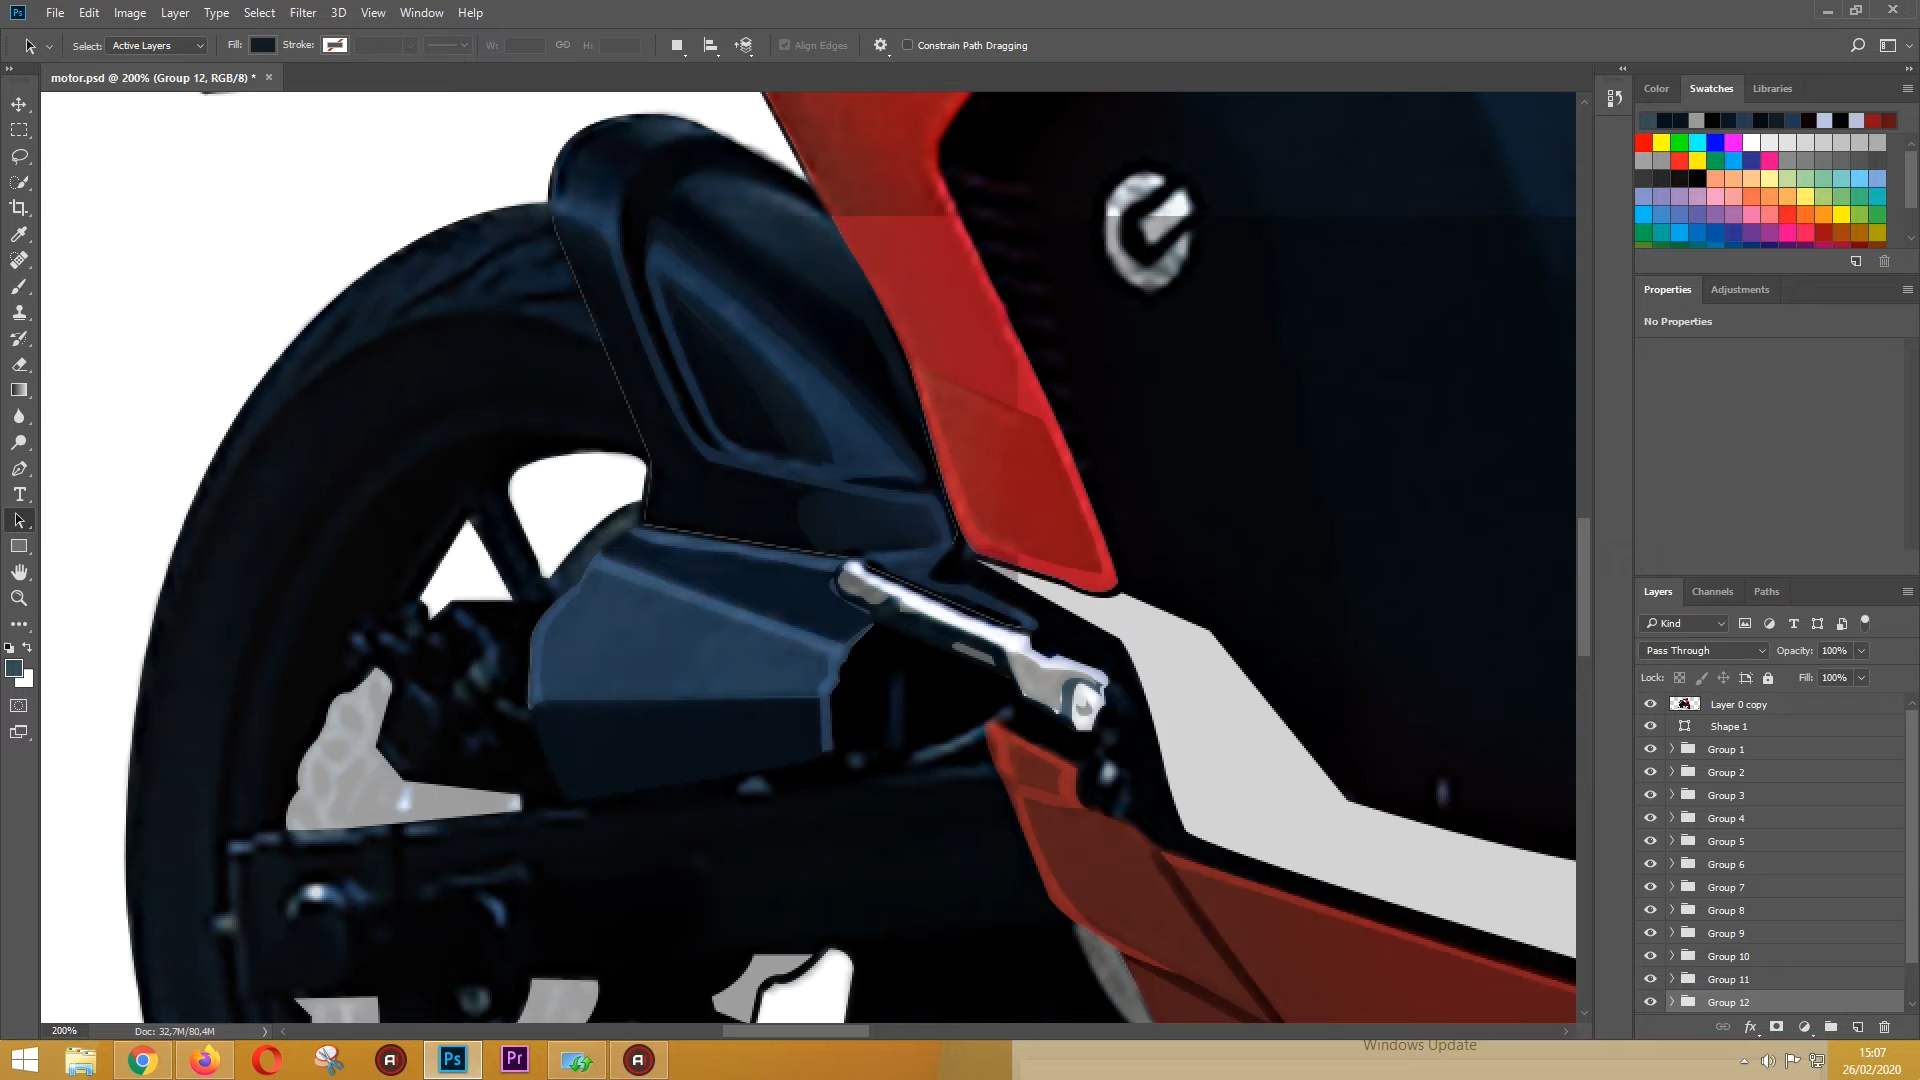 Ps File Edit Image Layer Type Select Filter 3D View Window Help
Select: Active Layers Fill: Stroke: W: H: Align Edges Constrain Path Dragging
motor.psd @ 200% (Group 12, RGB/8) *
Color Swatches Libraries
Properties Adjustments
No Properties
Layers Channels Paths
Kind
Pass Through Opacity: 100%
Lock: Fill: 100%
Layer 0 copy
Shape 1
Group 1
Group 2
Group 3
Group 4
Group 5
Group 6
Group 7
Group 8
Group 9
Group 10
Group 11
Group 12
200% Doc: 32,7M/80,4M
Windows Update
Ps Pr
15:07
26/02/2020